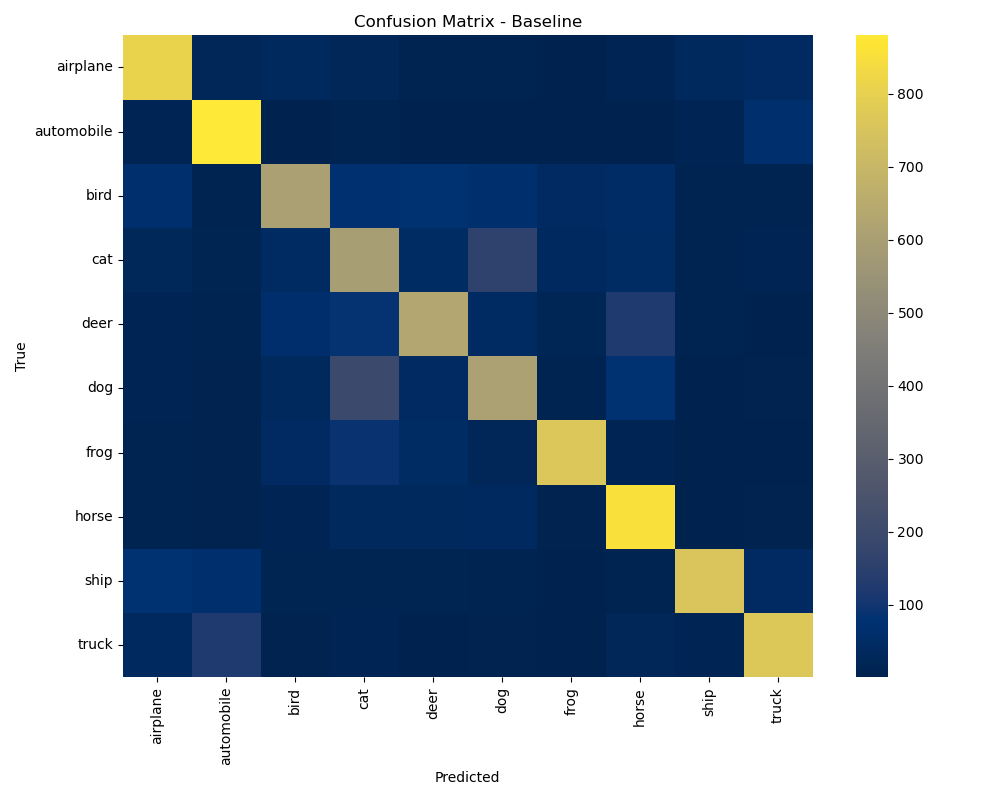 Confusion Matrix - Baseline
True
airplane
automobile
bird
cat
deer
dog
frog
horse
ship
truck
airplane
automobile
bird
cat
deer
dog
frog
horse
ship
truck
Predicted
800
700
600
500
400
300
200
100